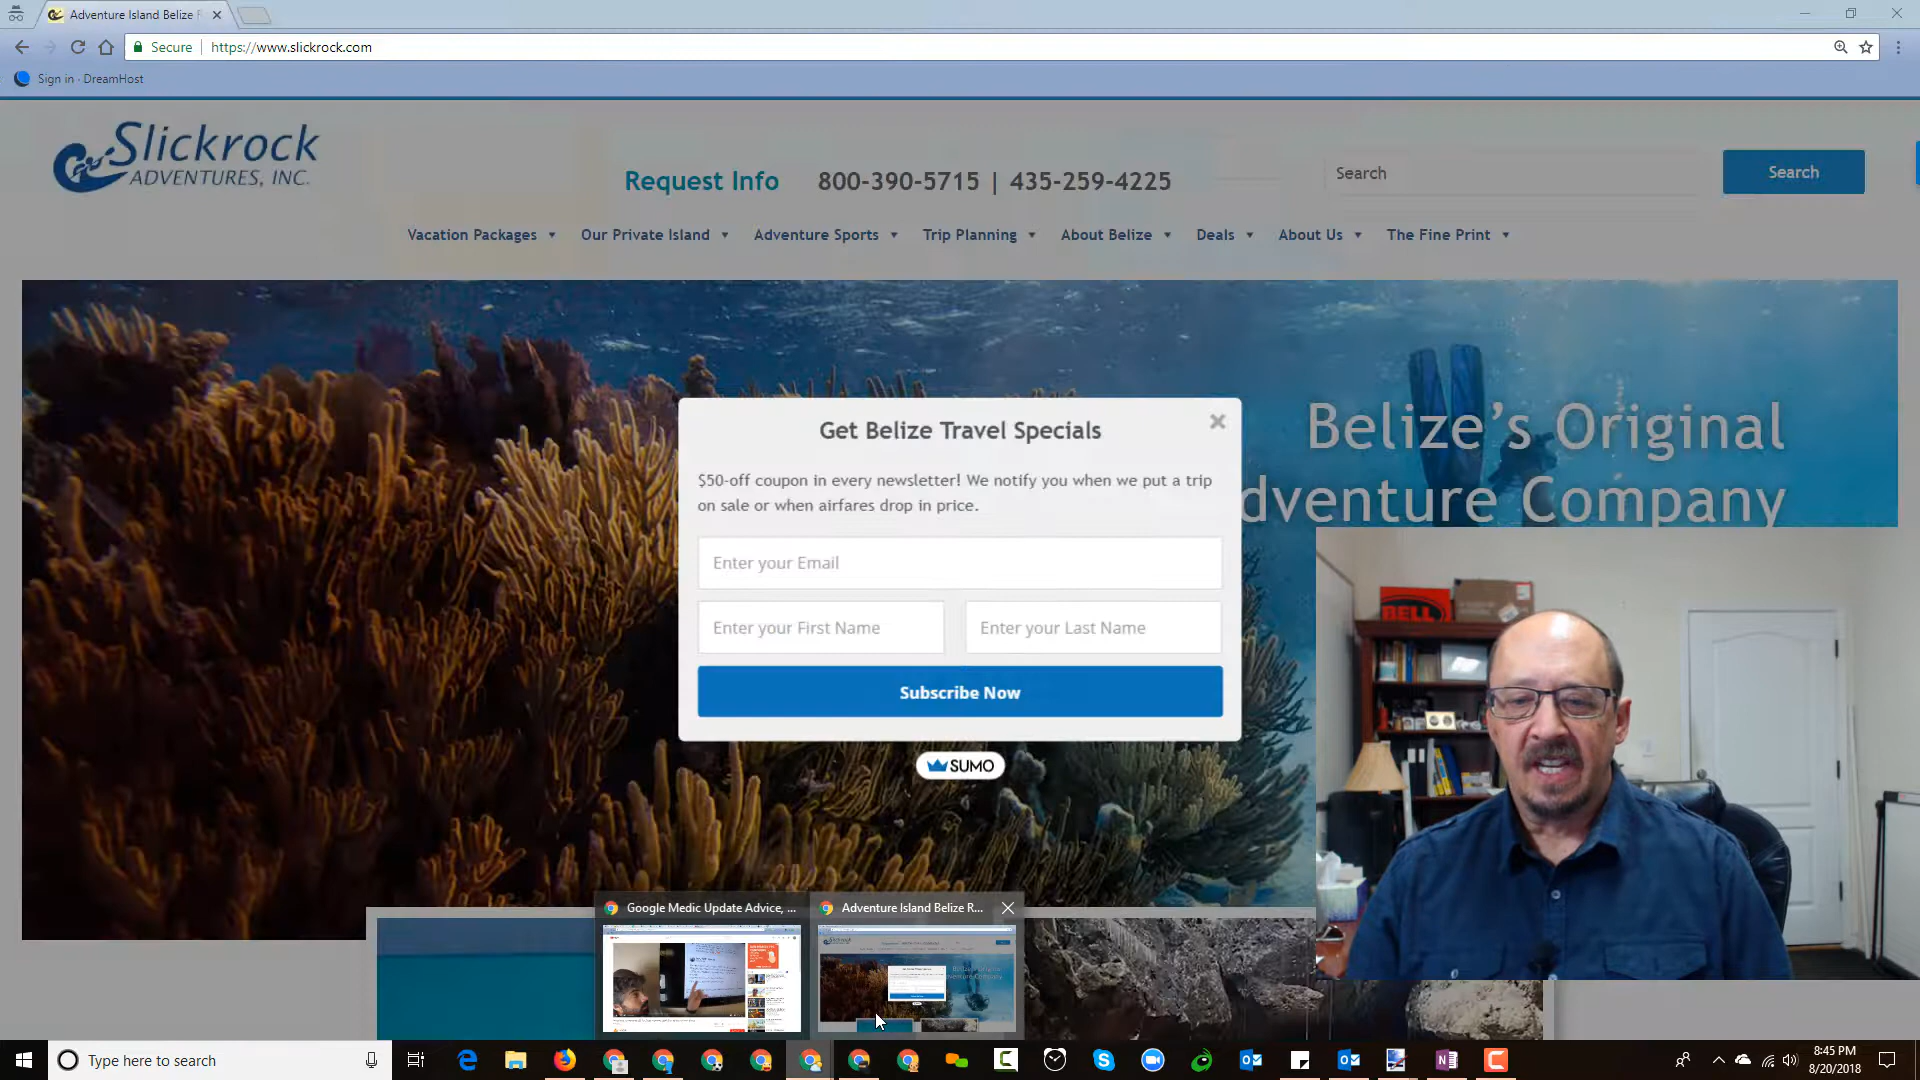 Adventure Island Belize R
Secure
https://www.slickrock.com
Sign in - DreamHost
Slickrock
ADVENTURES, INC.
Request Info 800-390-5715 | 435-259-4225
Search
Search
Vacation Packages
Our Private Island
Adventure Sports
Trip Planning
About Belize
Deals
About Us
The Fine Print
Belize's Original
dventure Company
Get Belize Travel Specials
$50-off coupon in every newsletter! We notify you when we put a trip
on sale or when airfares drop in price.
Enter your Email
Enter your First Name
Enter your Last Name
Subscribe Now
SUMO
BELL
Google Medic Update Advice, ...
Adventure Island Belize R...
Type here to search
8:45 PM
8/20/2018